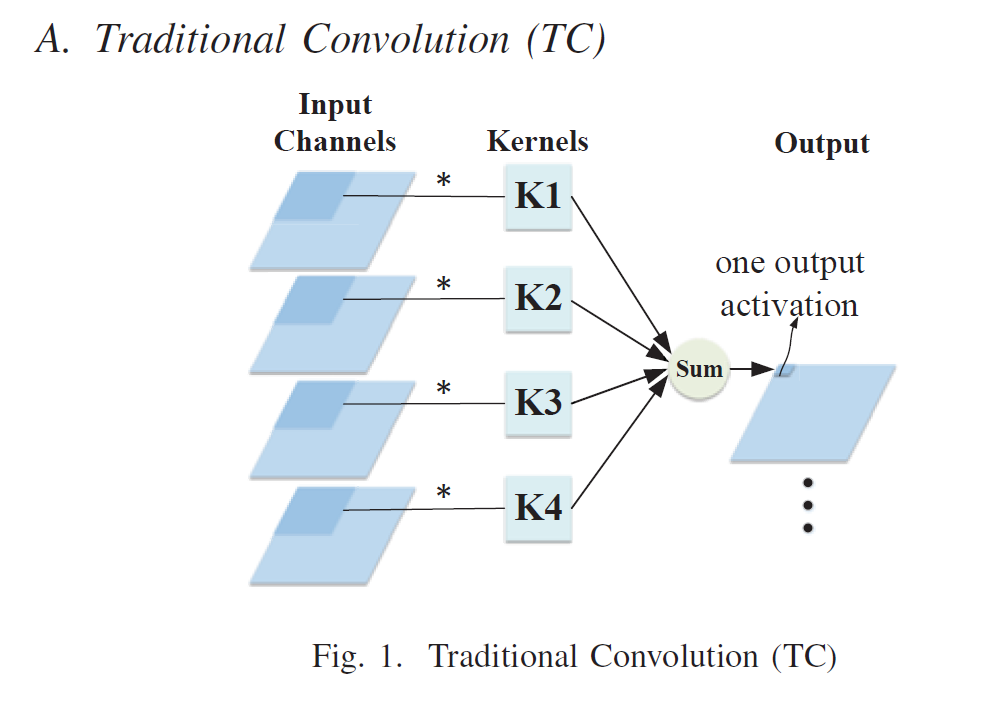 A. Traditional Convolution (TC)
Input
Channels
Kernels
Output
*
K1
*
K2
*
K3
*
K4
Sum
one output
activation
Fig. 1. Traditional Convolution (TC)